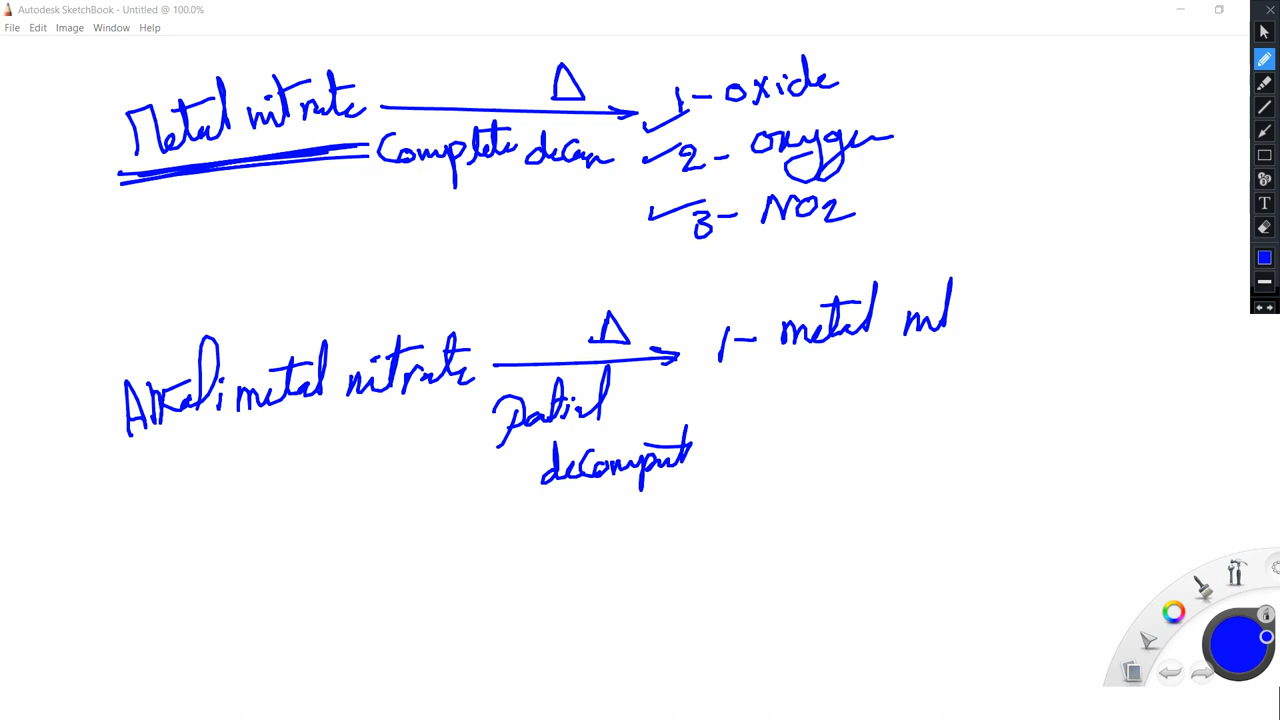 Autodesk SketchBook - Untitled @ 100.0%
File Edit Image Window Help
Metal nitrate Δ 1- oxide
Complete decom 2- oxygen
3- NO2
Alkali metal nitrate Δ 1- metal
Partial
T